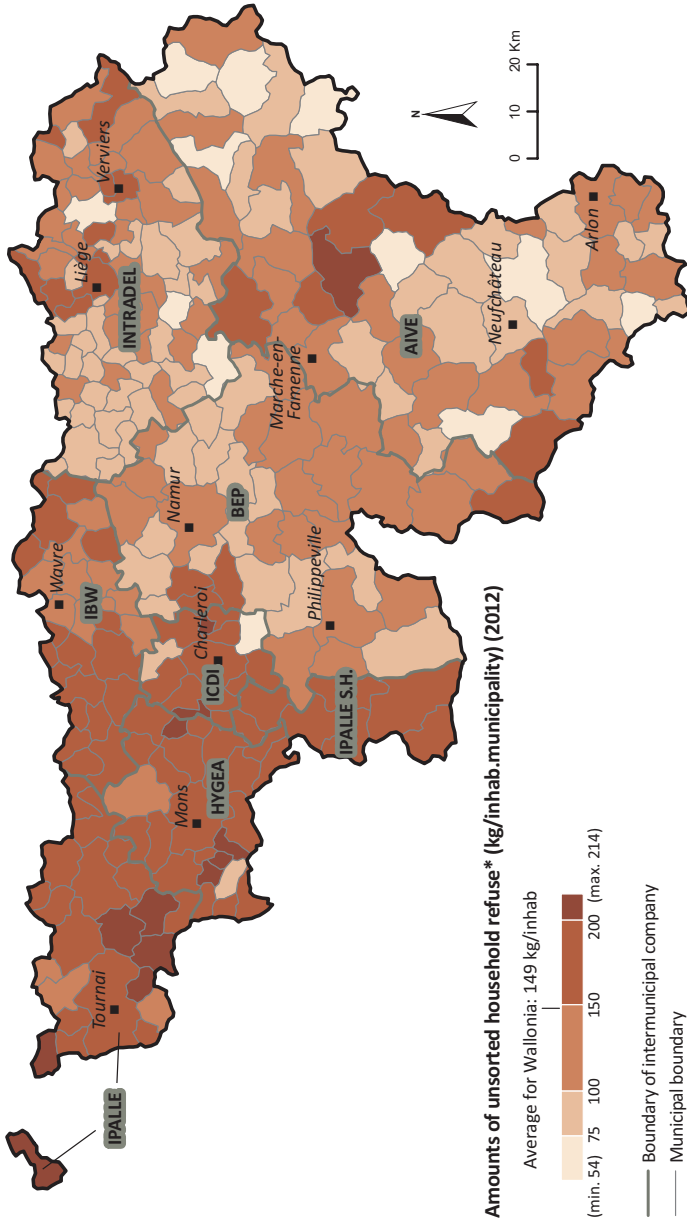 IPALLE
Tournai
Mons
HYGEA
ICDI
Charleroi
IPALLE S.H.
Philippeville
IBW
Wavre
Namur
BEP
Liège
INTRADEL
Verviers
Marche-en-
Famenne
AIVE
Neufchâteau
Arlon
N
0 10 20 Km
Amounts of unsorted household refuse* (kg/inhab.municipality) (2012)
Average for Wallonia: 149 kg/inhab
(min. 54) 75 100 150 200 (max. 214)
Boundary of intermunicipal company
Municipal boundary